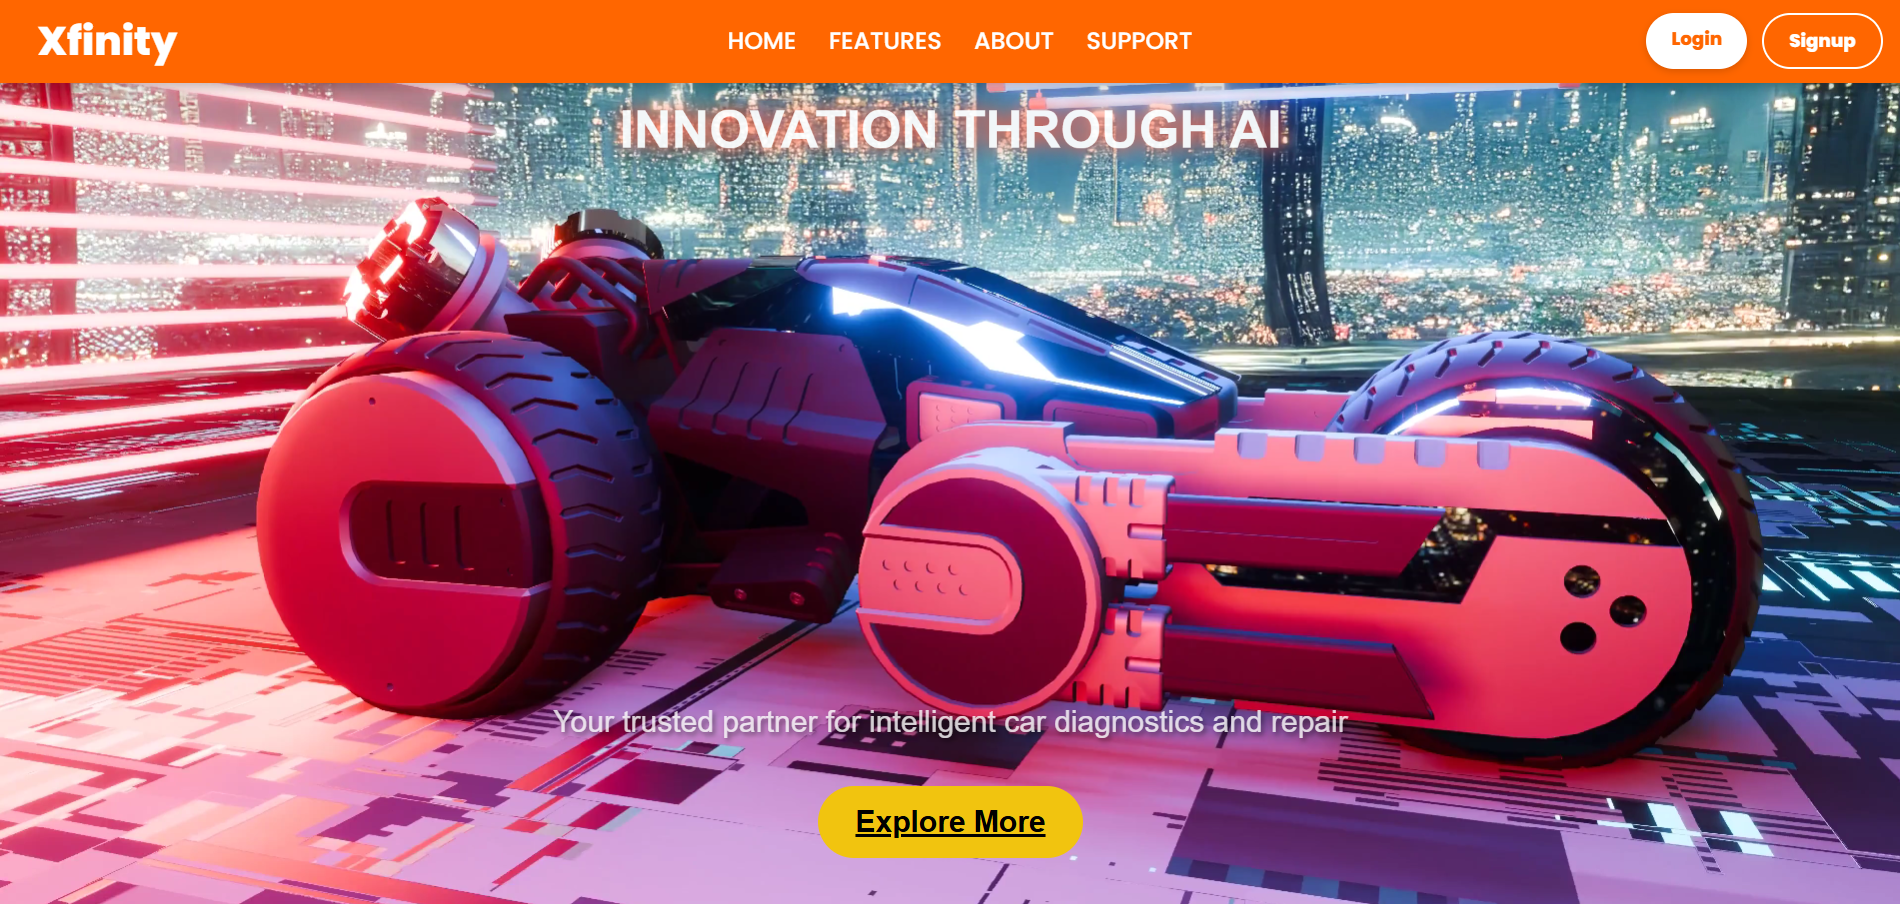 Xfinity
HOME FEATURES ABOUT SUPPORT
Login Signup
INNOVATION THROUGH AI
Your trusted partner for intelligent car diagnostics and repair
Explore More